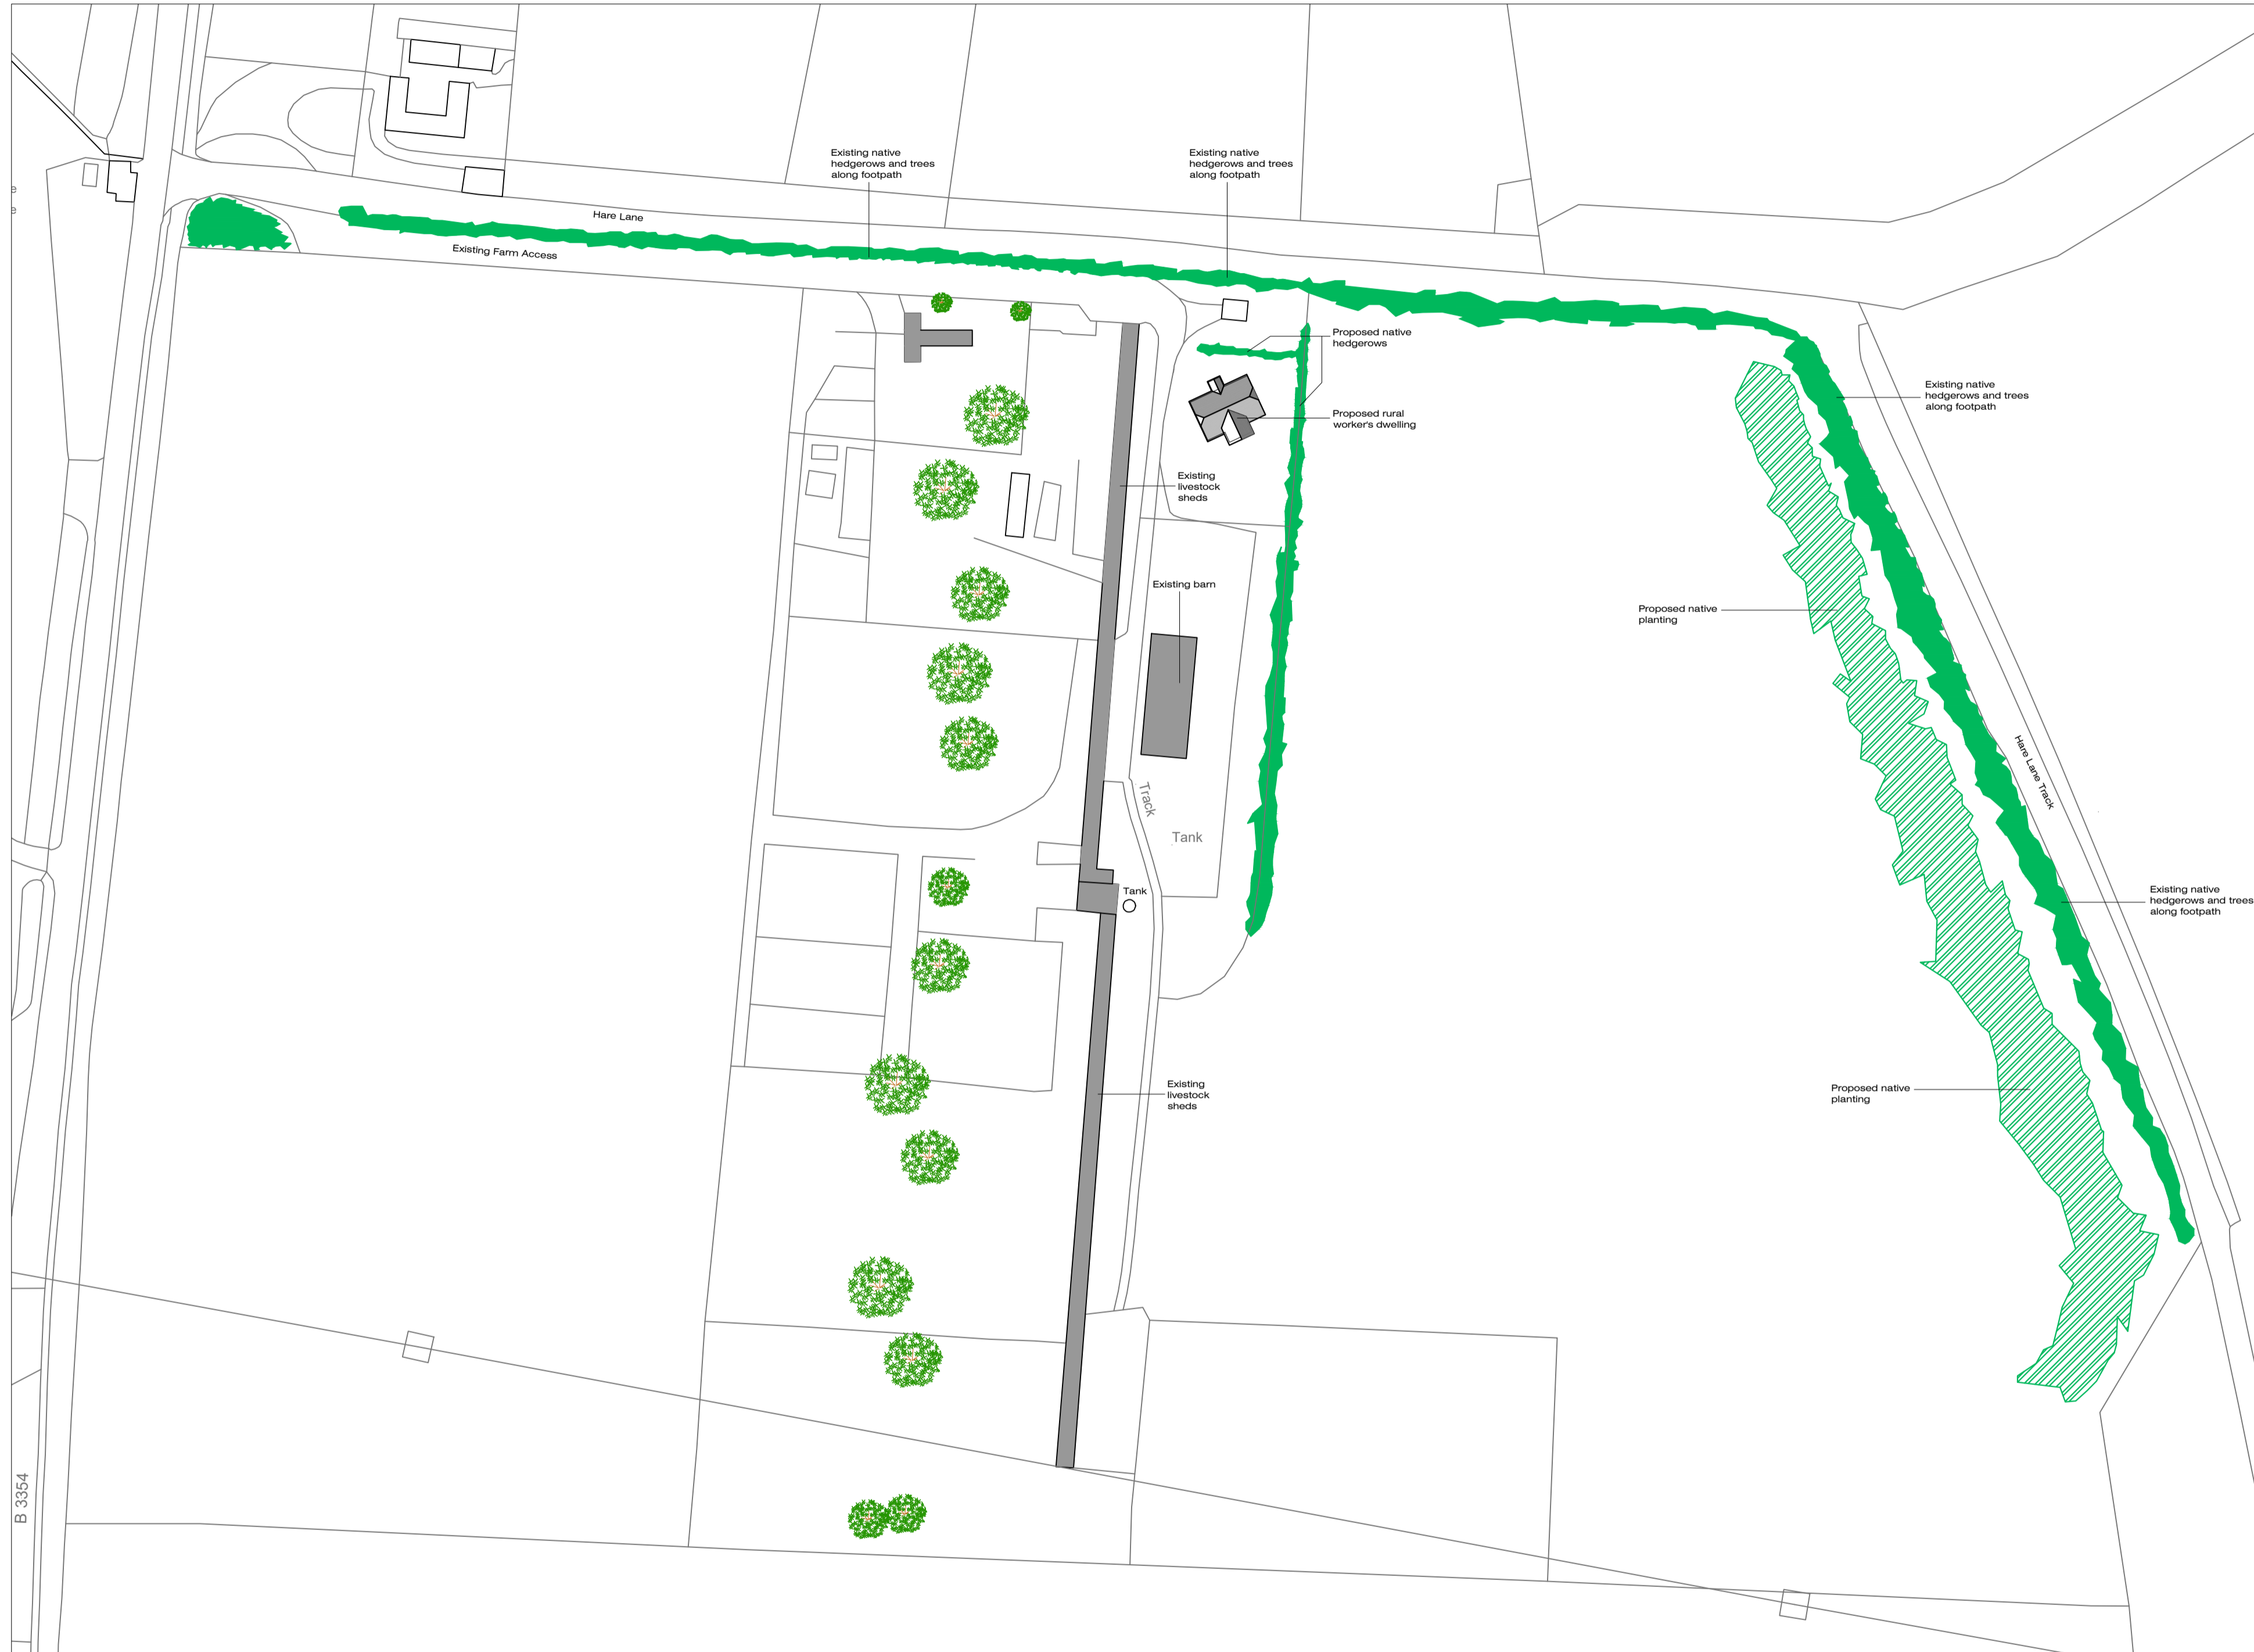 Existing native
hedgerows and trees
along footpath
Existing native
hedgerows and trees
along footpath
e
e
Hare Lane
Existing Farm Access
Proposed native
hedgerows
Existing native
hedgerows and trees
along footpath
Proposed rural
worker's dwelling
Existing
livestock
sheds
Existing barn
Proposed native
planting
Hare Lane Track
Track
Tank
Tank
Existing native
hedgerows and trees
along footpath
Existing
livestock
sheds
Proposed native
planting
B 3354